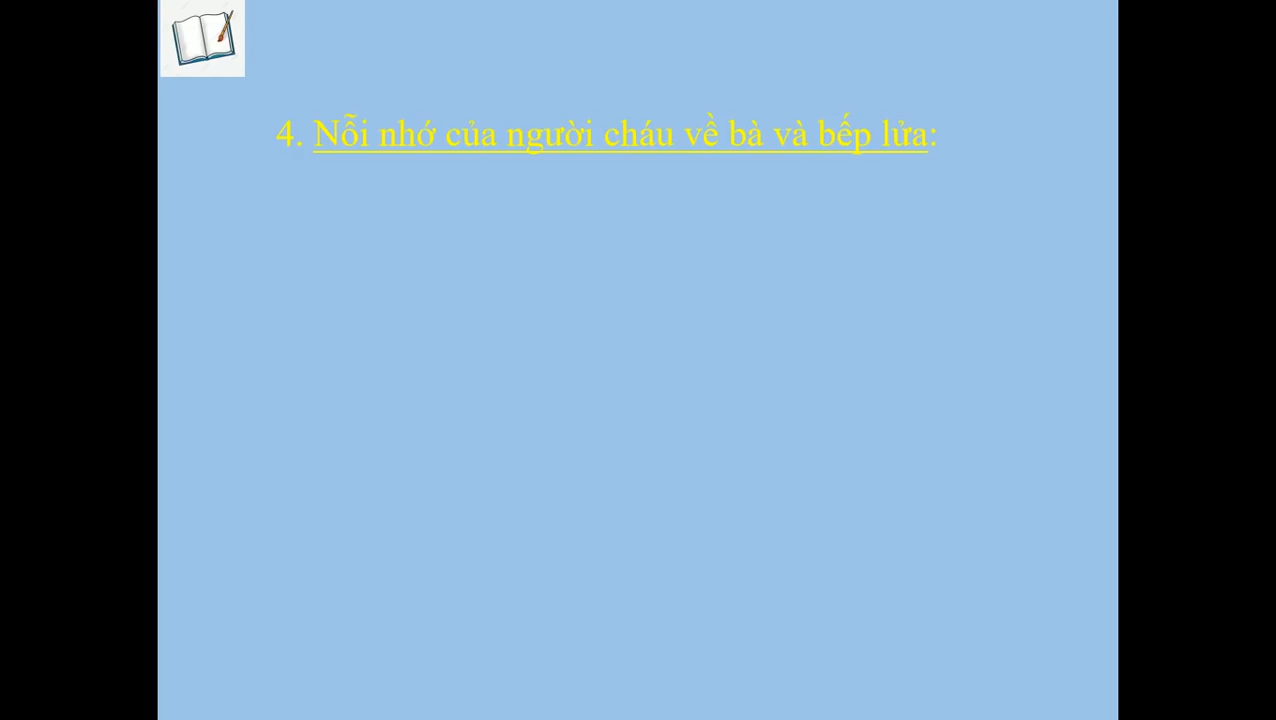 4. Nỗi nhớ của người cháu về bà và bếp lửa: